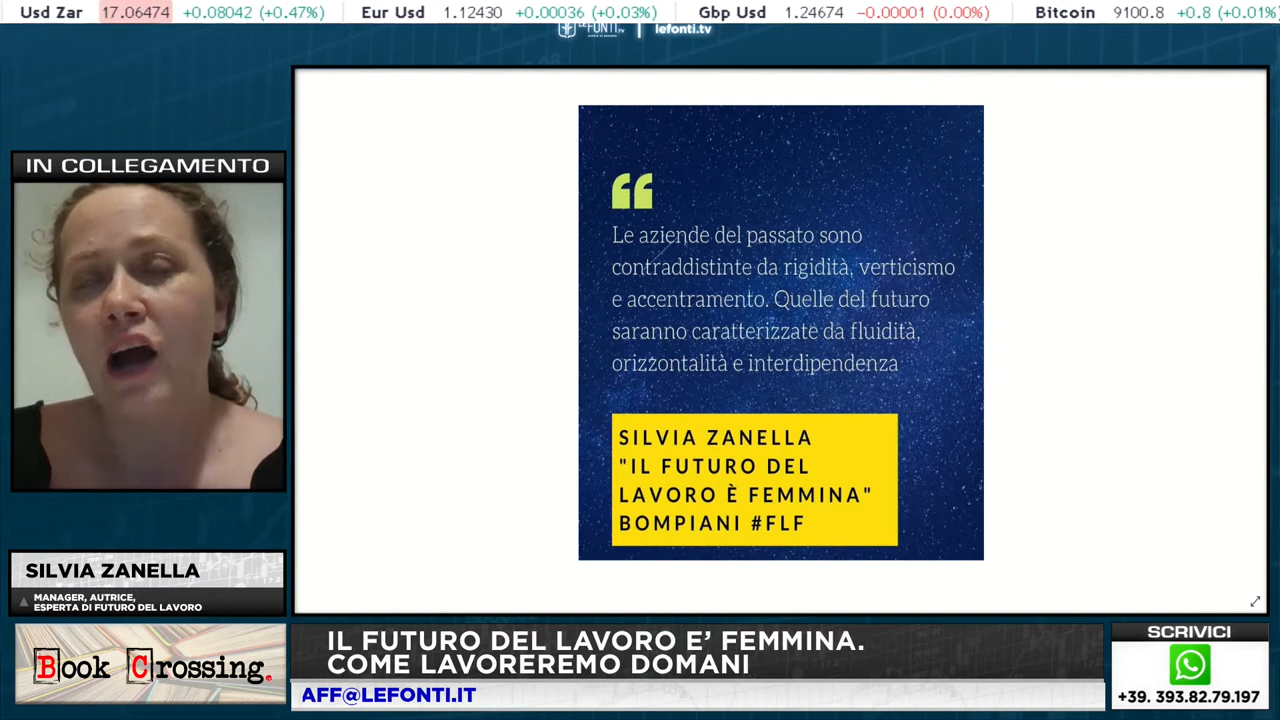 Usd Zar 17.06474 +0.08042 (+0.47%) Eur Usd 1.12430 +0.00036 (+0.03%) Gbp Usd 1.24674 −0.00001 (0.00%) Bitcoin 9100.8 +0.8 (+0.01%)
LEFONTI.TV lefonti.tv
IN COLLEGAMENTO
“
Le aziende del passato sono
contraddistinte da rigidità, verticismo
e accentramento. Quelle del futuro
saranno caratterizzate da fluidità,
orizzontalità e interdipendenza
SILVIA ZANELLA
"IL FUTURO DEL
LAVORO È FEMMINA"
BOMPIANI #FLF
SILVIA ZANELLA
MANAGER, AUTRICE,
ESPERTA DI FUTURO DEL LAVORO
Book Crossing.
IL FUTURO DEL LAVORO E’ FEMMINA.
COME LAVOREREMO DOMANI
AFF@LEFONTI.IT
SCRIVICI
+39. 393.82.79.197